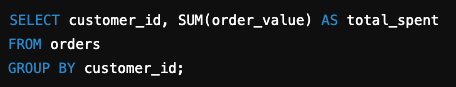 SELECT customer_id, SUM(order_value) AS total_spent
FROM orders
GROUP BY customer_id;